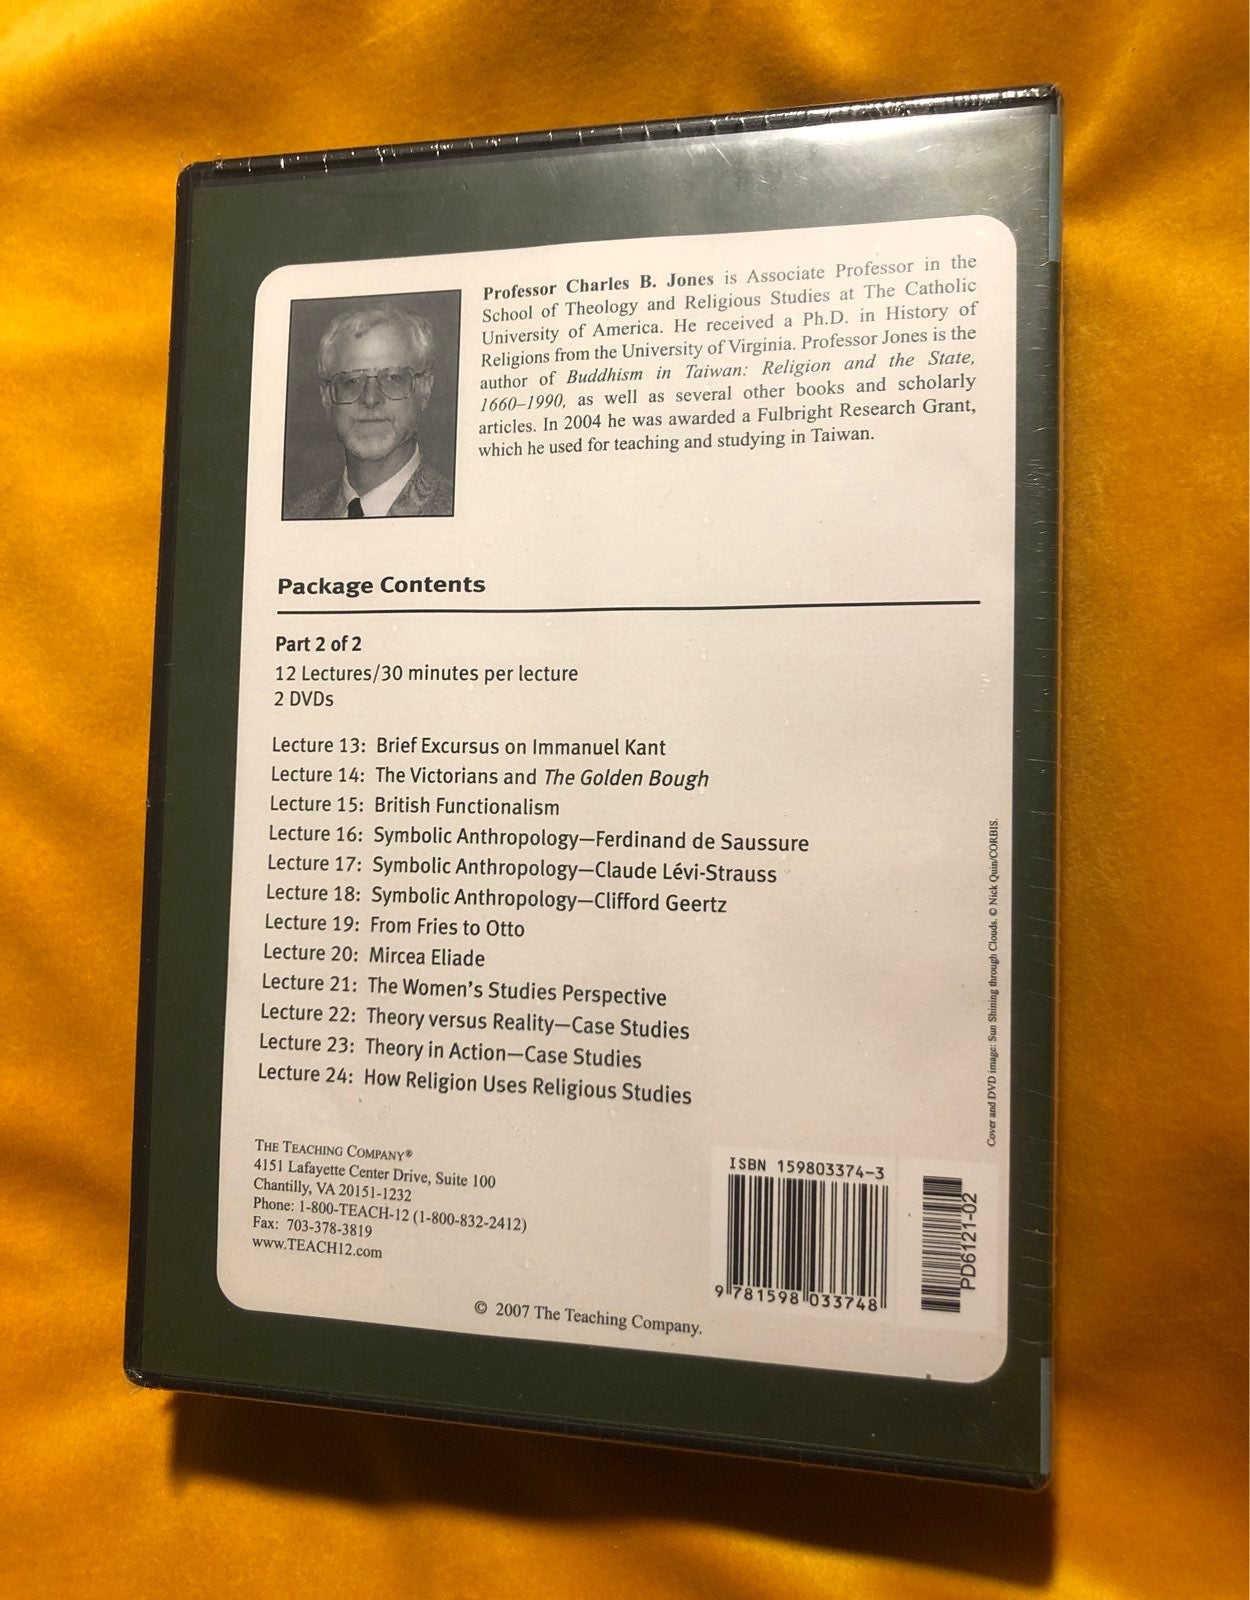 Professor Charles B. Jones is Associate Professor in the
School of Theology and Religious Studies at The Catholic
University of America. He received a Ph.D. in History of
Religions from the University of Virginia. Professor Jones is the
author of Buddhism in Taiwan: Religion and the State,
1660–1990, as well as several other books and scholarly
articles. In 2004 he was awarded a Fulbright Research Grant,
which he used for teaching and studying in Taiwan.
Package Contents
Part 2 of 2
12 Lectures/30 minutes per lecture
2 DVDs
Lecture 13: Brief Excursus on Immanuel Kant
Lecture 14: The Victorians and The Golden Bough
Lecture 15: British Functionalism
Lecture 16: Symbolic Anthropology—Ferdinand de Saussure
Lecture 17: Symbolic Anthropology—Claude Lévi-Strauss
Lecture 18: Symbolic Anthropology—Clifford Geertz
Lecture 19: From Fries to Otto
Lecture 20: Mircea Eliade
Lecture 21: The Women's Studies Perspective
Lecture 22: Theory versus Reality—Case Studies
Lecture 23: Theory in Action—Case Studies
Lecture 24: How Religion Uses Religious Studies
Cover and DVD image: Sun Shining through Clouds. © Nick Quin/CORBIS.
THE TEACHING COMPANY®
4151 Lafayette Center Drive, Suite 100
Chantilly, VA 20151-1232
Phone: 1-800-TEACH-12 (1-800-832-2412)
Fax: 703-378-3819
www.TEACH12.com
ISBN 159803374-3
9 781598 033748
PD6121-02
© 2007 The Teaching Company.